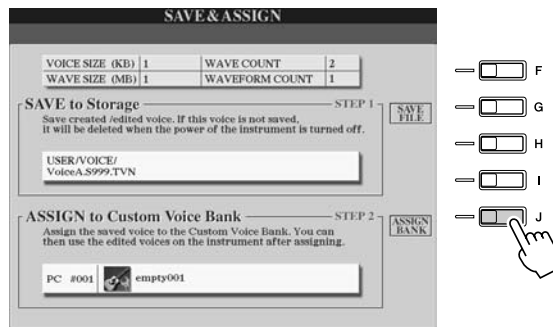 SAVE & ASSIGN
VOICE SIZE (KB) 1 WAVE COUNT 2
WAVE SIZE (MB) 1 WAVEFORM COUNT 1
SAVE to Storage STEP 1
Save created /edited voice. If this voice is not saved,
it will be deleted when the power of the instrument is turned off.
SAVE
FILE
USER/VOICE/
VoiceA.S999.TVN
ASSIGN to Custom Voice Bank STEP 2
Assign the saved voice to the Custom Voice Bank. You can
then use the edited voices on the instrument after assigning.
ASSIGN
BANK
PC #001 empty001
F
G
H
I
J